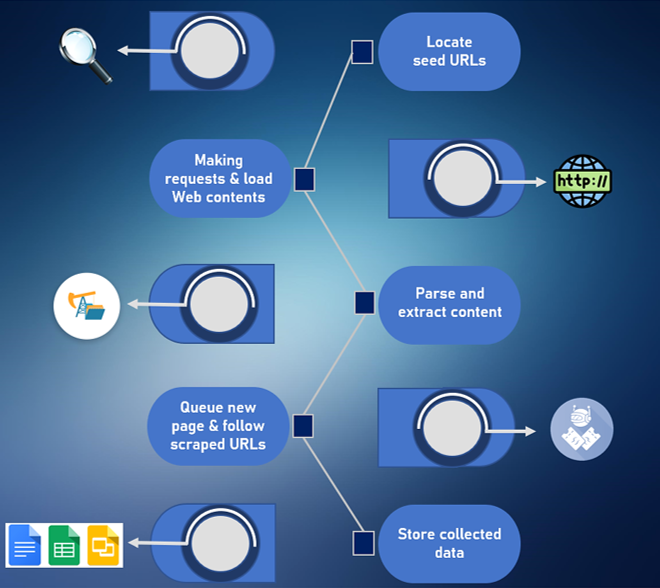 Locate
seed URLs
Making
requests & load
Web contents
http://
Parse and
extract content
Queue new
page & follow
scraped URLs
Store collected
data